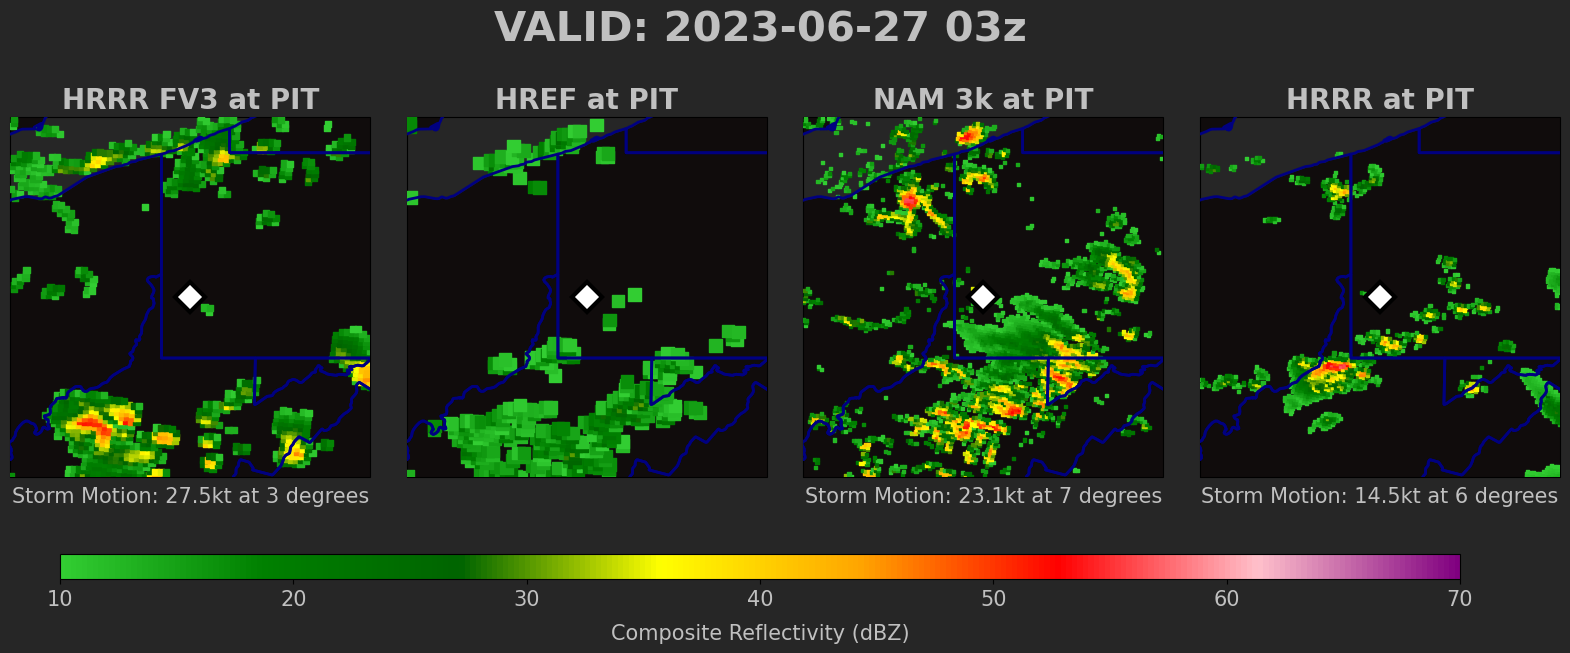 VALID: 2023-06-27 03z
HRRR FV3 at PIT
HREF at PIT
NAM 3k at PIT
HRRR at PIT
Storm Motion: 27.5kt at 3 degrees
Storm Motion: 23.1kt at 7 degrees
Storm Motion: 14.5kt at 6 degrees
10 20 30 40 50 60 70
Composite Reflectivity (dBZ)